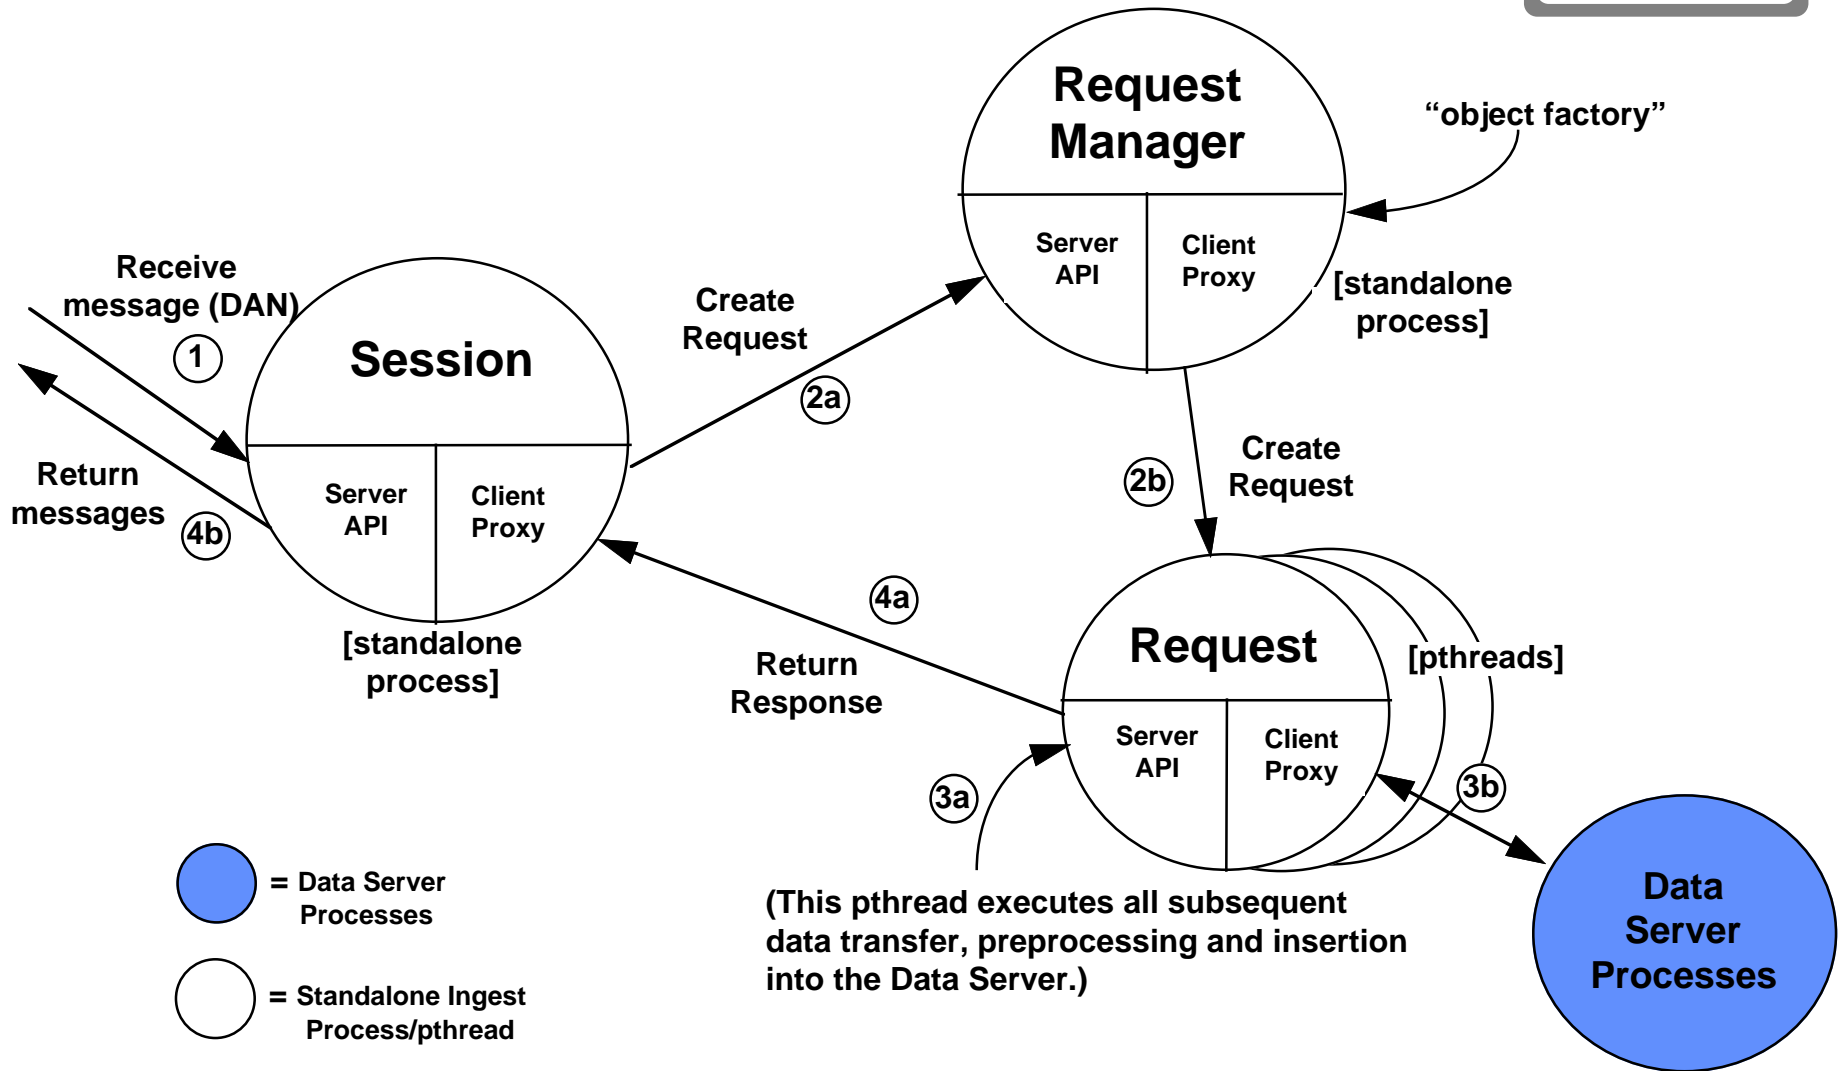 Request
Manager
“object factory”
Server
API
Client
Proxy
[standalone
process]
Receive
message (DAN)
1
Session
Create
Request
2a
Return
messages
4b
Server
API
Client
Proxy
[standalone
process]
2b
Create
Request
4a
Return
Response
Request
[pthreads]
Server
API
Client
Proxy
3a
3b
(This pthread executes all subsequent
data transfer, preprocessing and insertion
into the Data Server.)
Data
Server
Processes
= Data Server
Processes
= Standalone Ingest
Process/pthread